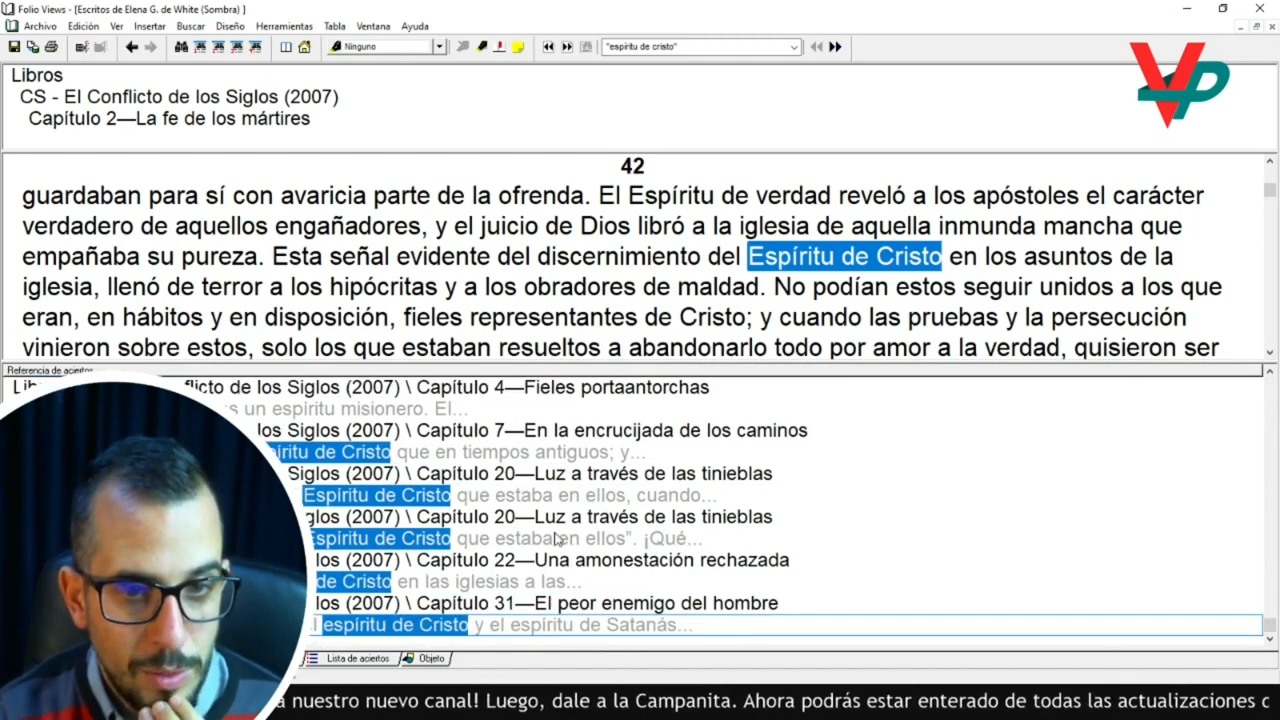 Folio Views - [Escritos de Elena G. de White (Sombra) ]
Archivo Edición Ver Insertar Buscar Diseño Herramientas Tabla Ventana Ayuda
Ninguno "espiritu de cristo"
VP
Libros
CS - El Conflicto de los Siglos (2007)
Capítulo 2—La fe de los mártires
42
guardaban para sí con avaricia parte de la ofrenda. El Espíritu de verdad reveló a los apóstoles el carácter
verdadero de aquellos engañadores, y el juicio de Dios libró a la iglesia de aquella inmunda mancha que
empañaba su pureza. Esta señal evidente del discernimiento del Espíritu de Cristo en los asuntos de la
iglesia, llenó de terror a los hipócritas y a los obradores de maldad. No podían estos seguir unidos a los que
eran, en hábitos y en disposición, fieles representantes de Cristo; y cuando las pruebas y la persecución
vinieron sobre estos, solo los que estaban resueltos a abandonarlo todo por amor a la verdad, quisieron ser
Referencia de aciertos
flicto de los Siglos (2007) \ Capítulo 4—Fieles portaantorchas
un espíritu misionero. El...
los Siglos (2007) \ Capítulo 7—En la encrucijada de los caminos
íritu de Cristo que en tiempos antiguos; y...
Siglos (2007) \ Capítulo 20—Luz a través de las tinieblas
Espíritu de Cristo que estaba en ellos, cuando...
glos (2007) \ Capítulo 20—Luz a través de las tinieblas
Espíritu de Cristo que estaba en ellos”. ¡Qué...
los (2007) \ Capítulo 22—Una amonestación rechazada
de Cristo en las iglesias a las...
los (2007) \ Capítulo 31—El peor enemigo del hombre
espíritu de Cristo y el espíritu de Satanás...
Lista de aciertos Objeto
a nuestro nuevo canal! Luego, dale a la Campanita. Ahora podrás estar enterado de todas las actualizaciones